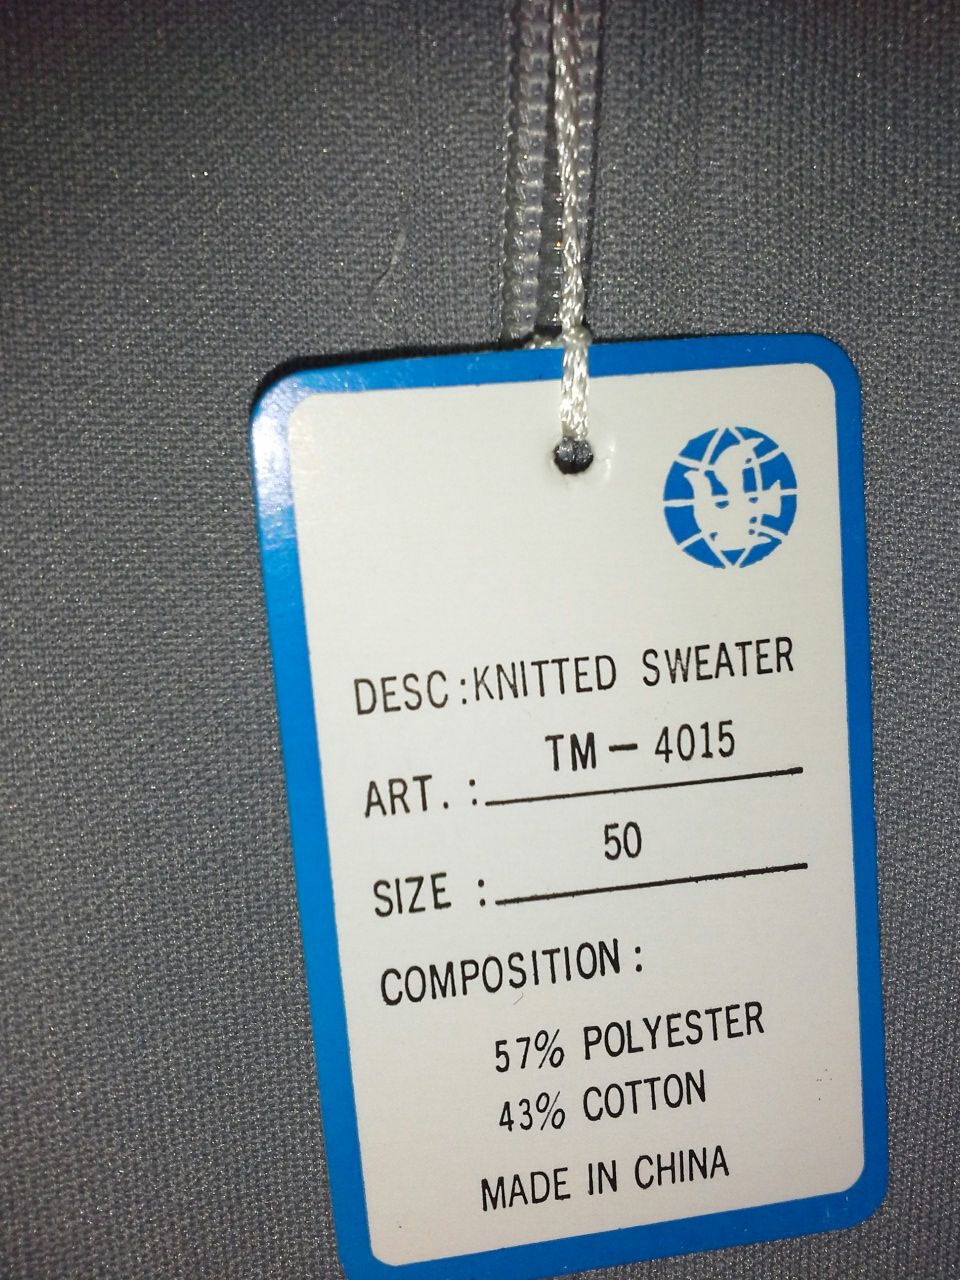 DESC:KNITTED SWEATER
ART. : TM-4015
SIZE : 50
COMPOSITION:
57% POLYESTER
43% COTTON
MADE IN CHINA